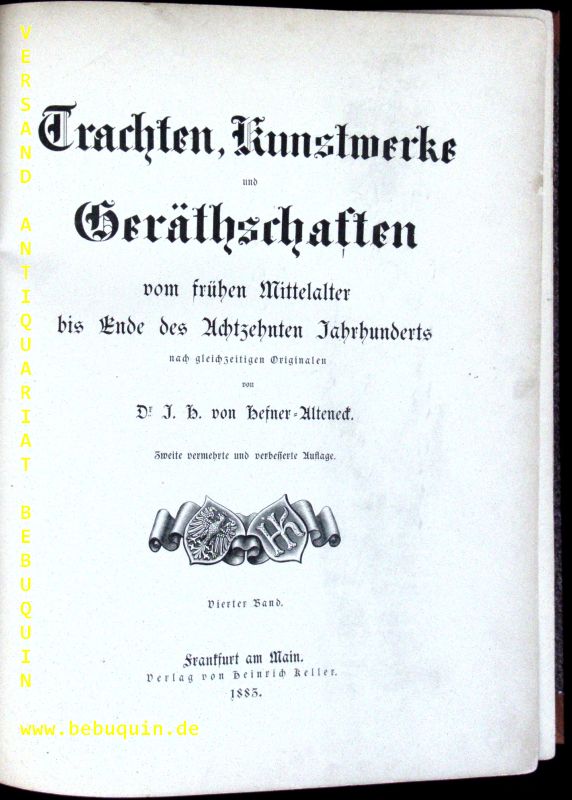 Trachten, Kunstwerke
und
Geräthschaften
vom frühen Mittelalter
bis Ende des Achtzehnten Jahrhunderts
nach gleichzeitigen Originalen
von
Dr J. H. von Hefner-Alteneck.
Zweite vermehrte und verbesserte Auflage.
HK
Vierter Band.
Frankfurt am Main.
Verlag von Heinrich Keller.
1883.
VERSAND ANTIQUARIAT BEBUQUIN
www.bebuquin.de